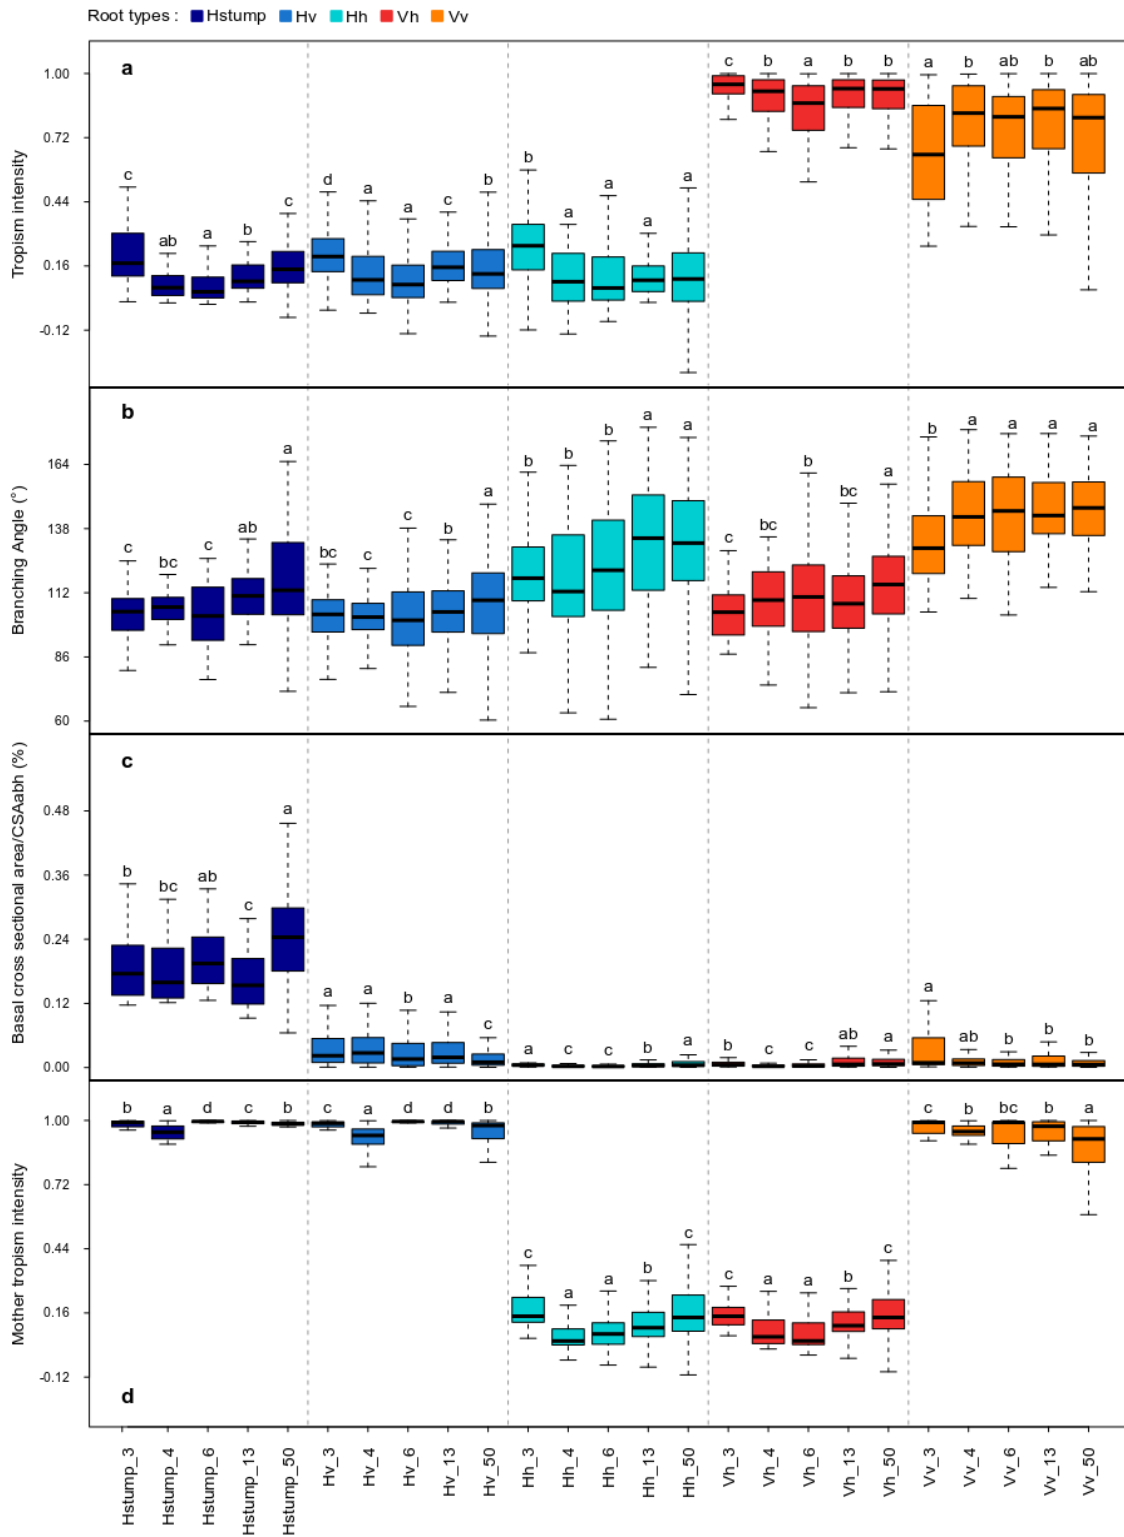 Root types : Hstump Hv Hh Vh Vv
a
Tropism intensity
1.00
0.72
0.44
0.16
-0.12
c ab a b c d a a c b b a a a a c b a b b a b ab b ab
b
Branching Angle (°)
164
138
112
86
60
c bc c ab a bc c c b a b b b a a c bc b bc a b a a a a
c
Basal cross sectional area/CSAabh (%)
0.48
0.36
0.24
0.12
0.00
b bc ab c a a a b a c a c c b a b c c ab a a ab b b b
d
Mother tropism intensity
1.00
0.72
0.44
0.16
-0.12
b a d c b c a d d b c a a b c c a a b c c b bc b a
Hstump_3
Hstump_4
Hstump_6
Hstump_13
Hstump_50
Hv_3
Hv_4
Hv_6
Hv_13
Hv_50
Hh_3
Hh_4
Hh_6
Hh_13
Hh_50
Vh_3
Vh_4
Vh_6
Vh_13
Vh_50
Vv_3
Vv_4
Vv_6
Vv_13
Vv_50